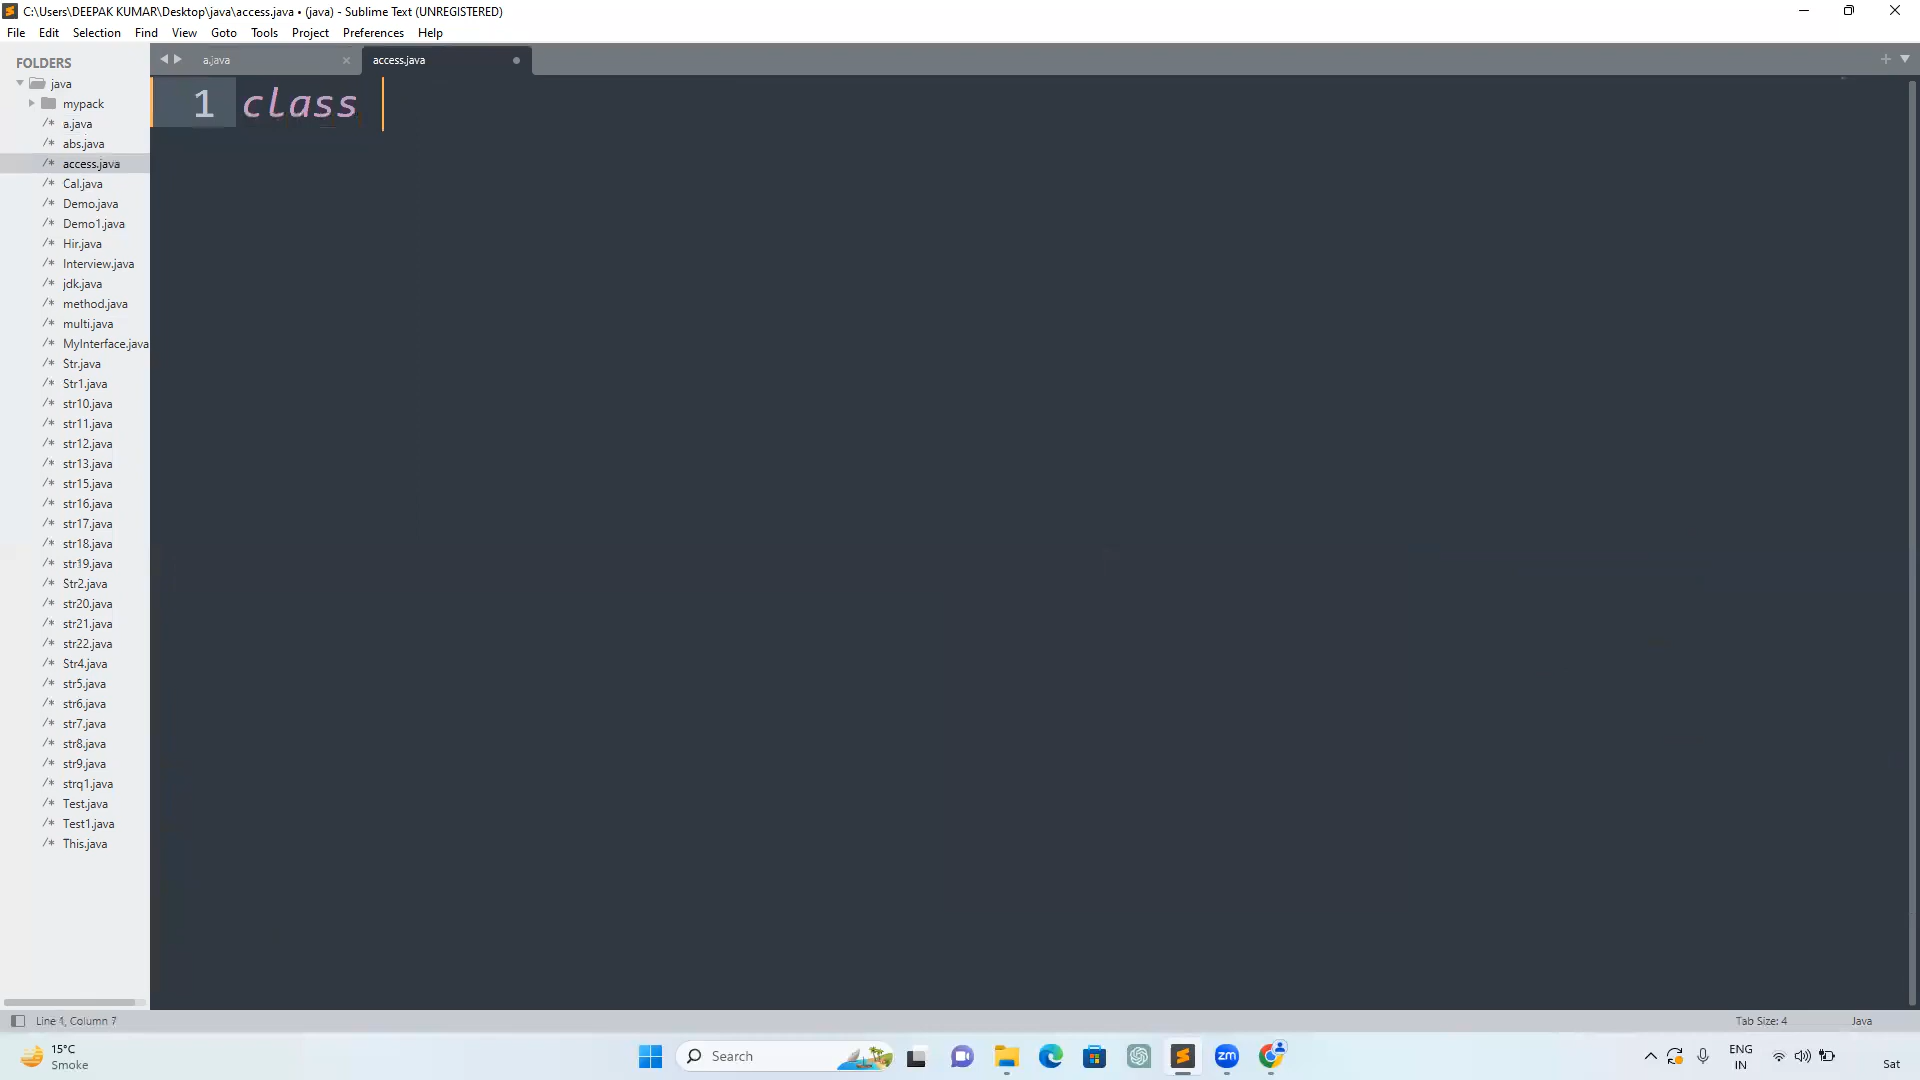 C:\Users\DEEPAK KUMAR\Desktop\java\access.java • (java) - Sublime Text (UNREGISTERED)
File Edit Selection Find View Goto Tools Project Preferences Help
FOLDERS
java
mypack
/* a.java
/* abs.java
/* access.java
/* Cal.java
/* Demo.java
/* Demo1.java
/* Hir.java
/* Interview.java
/* jdk.java
/* method.java
/* multi.java
/* MyInterface.java
/* Str.java
/* Str1.java
/* str10.java
/* str11.java
/* str12.java
/* str13.java
/* str15.java
/* str16.java
/* str17.java
/* str18.java
/* str19.java
/* Str2.java
/* str20.java
/* str21.java
/* str22.java
/* Str4.java
/* str5.java
/* str6.java
/* str7.java
/* str8.java
/* str9.java
/* strq1.java
/* Test.java
/* Test1.java
/* This.java
a.java access.java
1 class
Line 1, Column 7 Tab Size: 4 Java
15°C
Smoke
Search
zm
ENG
IN
Sat